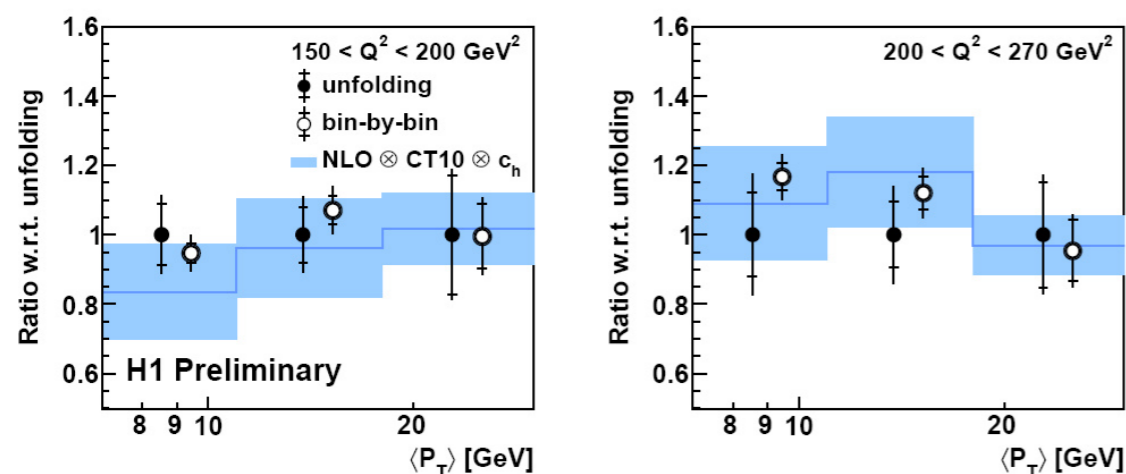 Ratio w.r.t. unfolding
1.6
1.4
1.2
1
0.8
0.6
150 < Q² < 200 GeV²
unfolding
bin-by-bin
NLO ⊗ CT10 ⊗ c_h
H1 Preliminary
8 9 10 20
⟨P_T⟩ [GeV]
Ratio w.r.t. unfolding
1.6
1.4
1.2
1
0.8
0.6
200 < Q² < 270 GeV²
8 9 10 20
⟨P_T⟩ [GeV]